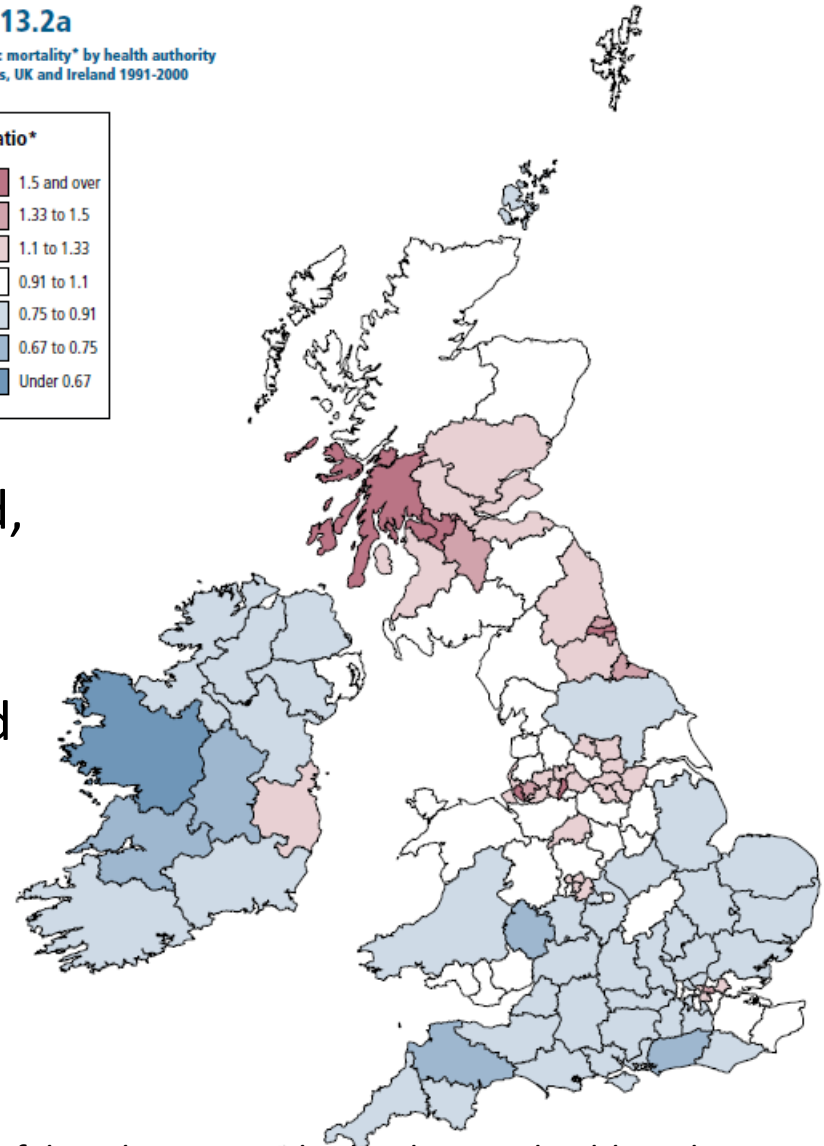 13.2a
mortality* by health authority
UK and Ireland 1991-2000
1.5 and over
1.33 to 1.5
1.1 to 1.33
0.91 to 1.1
0.75 to 0.91
0.67 to 0.75
Under 0.67